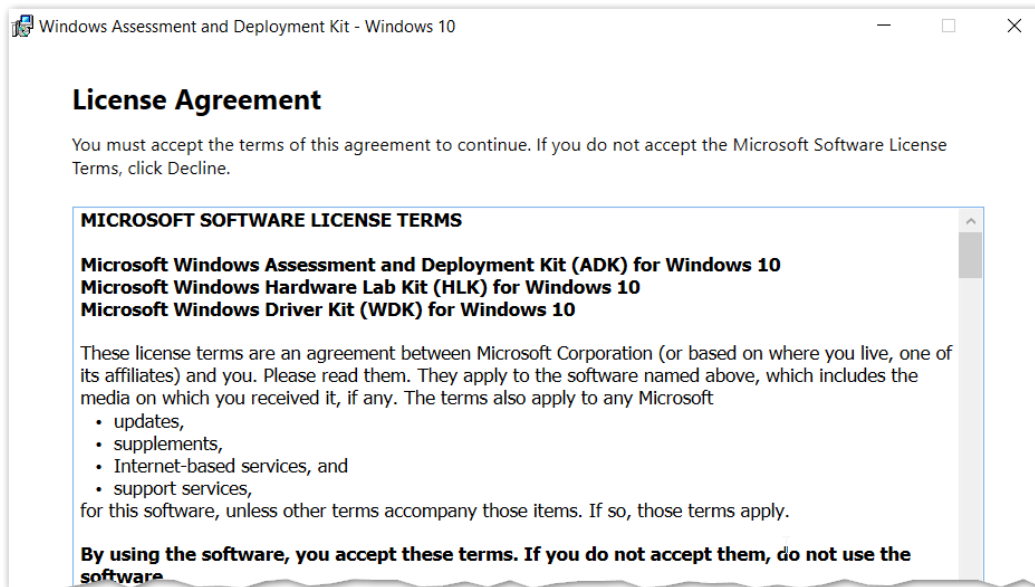 Windows Assessment and Deployment Kit - Windows 10
License Agreement
You must accept the terms of this agreement to continue. If you do not accept the Microsoft Software License
Terms, click Decline.
MICROSOFT SOFTWARE LICENSE TERMS
Microsoft Windows Assessment and Deployment Kit (ADK) for Windows 10
Microsoft Windows Hardware Lab Kit (HLK) for Windows 10
Microsoft Windows Driver Kit (WDK) for Windows 10
These license terms are an agreement between Microsoft Corporation (or based on where you live, one of
its affiliates) and you. Please read them. They apply to the software named above, which includes the
media on which you received it, if any. The terms also apply to any Microsoft
• updates,
• supplements,
• Internet-based services, and
• support services,
for this software, unless other terms accompany those items. If so, those terms apply.
By using the software, you accept these terms. If you do not accept them, do not use the
software